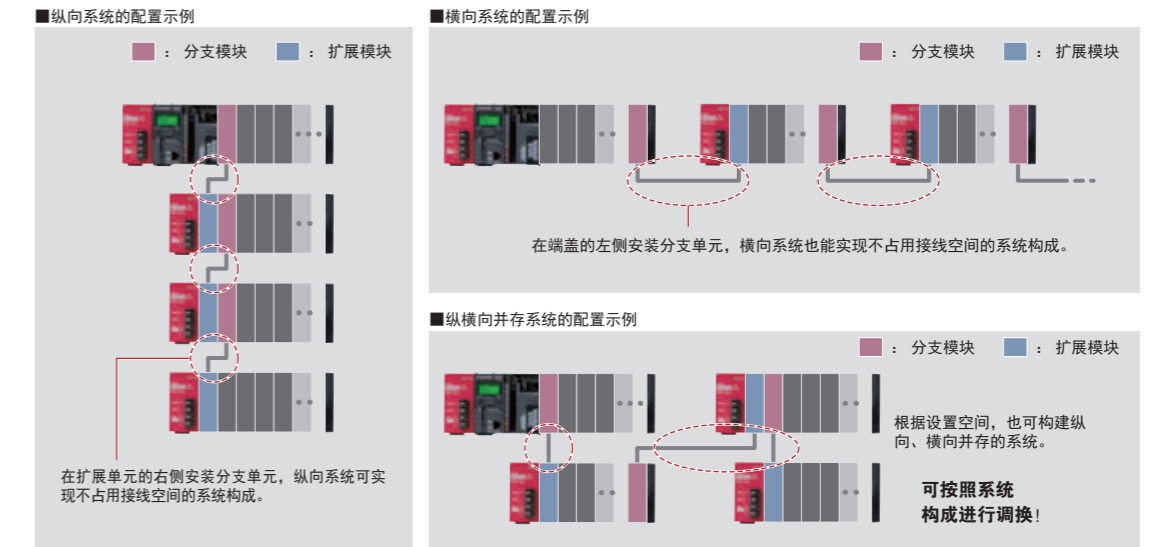 ■纵向系统的配置示例
：分支模块 ：扩展模块
在扩展单元的右侧安装分支单元，纵向系统可实
现不占用接线空间的系统构成。
■横向系统的配置示例
：分支模块 ：扩展模块
在端盖的左侧安装分支单元，横向系统也能实现不占用接线空间的系统构成。
■纵横向并存系统的配置示例
：分支模块 ：扩展模块
根据设置空间，也可构建纵
向、横向并存的系统。
可按照系统
构成进行调换！